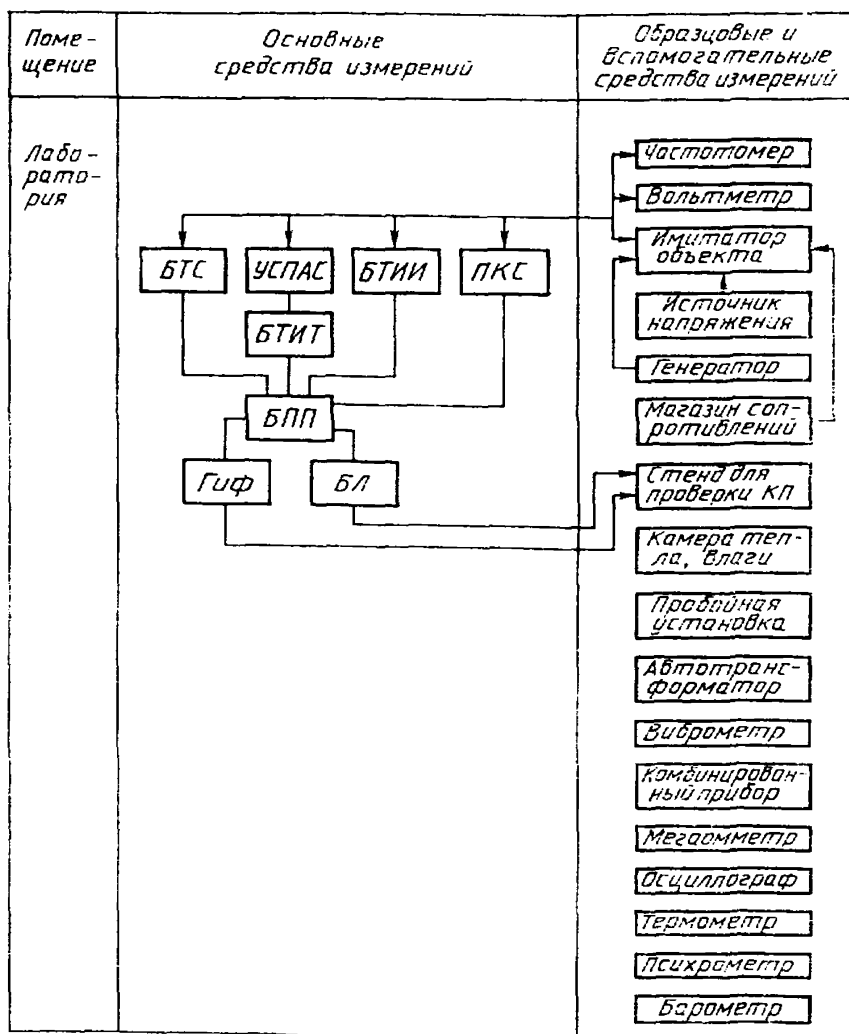 Поме-
щение
Основные
средства измерений
Образцовые и
вспомогательные
средства измерений
Лабо-
рато-
рия
Частотомер
Вольтметр
Имитатор
объекта
БТС
УСПАС
БТИИ
ПКС
Источник
напряжения
БТИТ
Генератор
Магазин соп-
ротивлений
БПП
Гиф
БЛ
Стенд для
проверки КП
Камера теп-
ла, влаги
Пробойная
установка
Автотранс-
форматор
Виброметр
Комбинирован-
ный прибор
Мегаомметр
Осциллограф
Термометр
Психрометр
Барометр